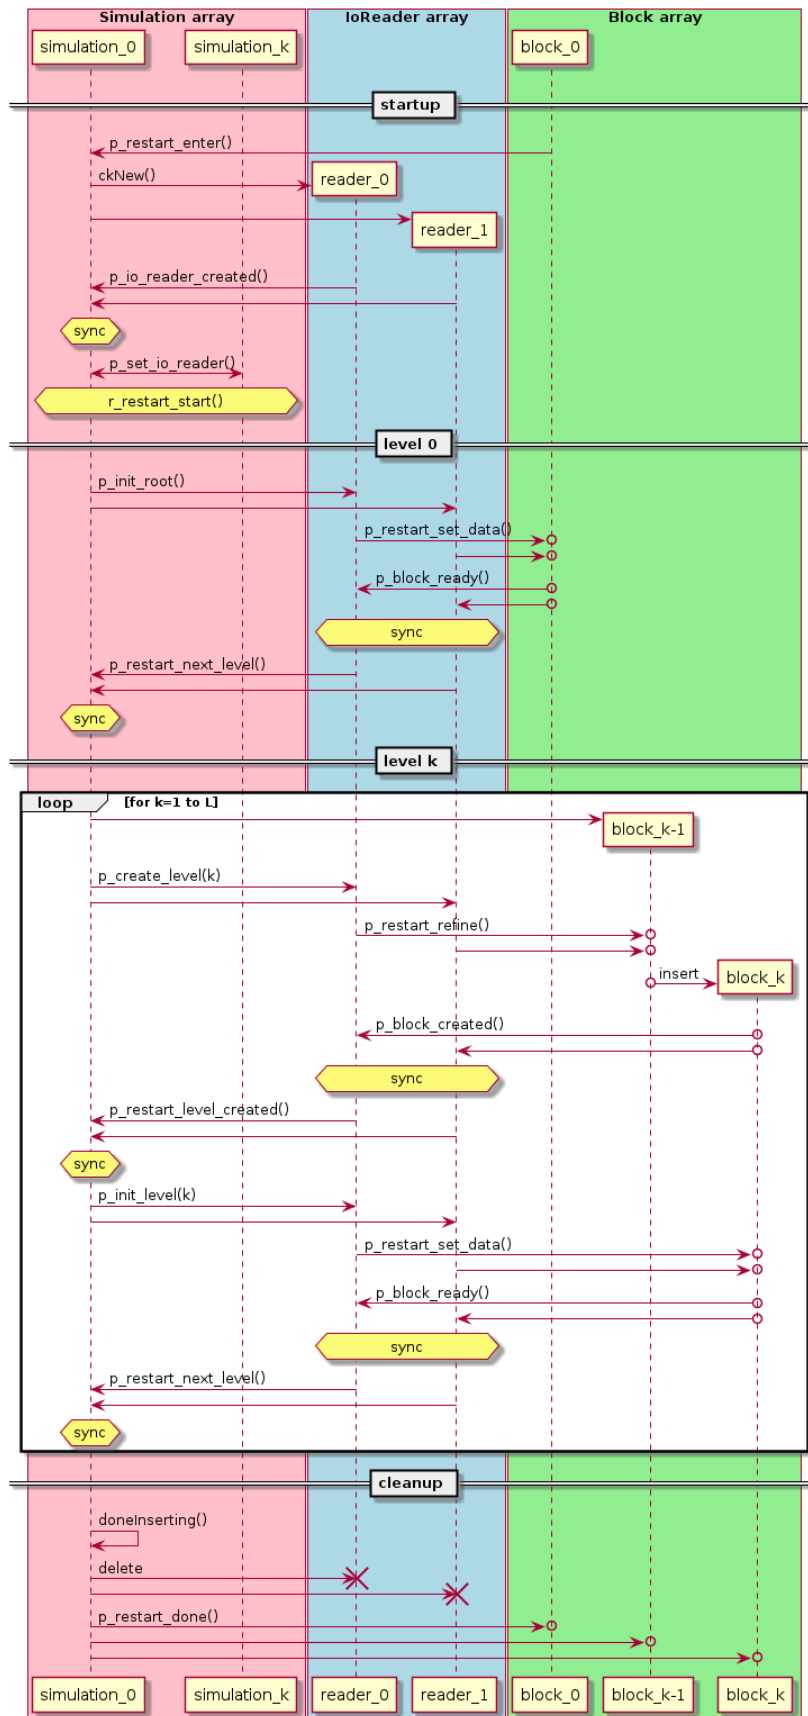 Simulation array
IoReader array
Block array
simulation_0
simulation_k
block_0
startup
p_restart_enter()
ckNew()
reader_0
reader_1
p_io_reader_created()
sync
p_set_io_reader()
r_restart_start()
level 0
p_init_root()
p_restart_set_data()
p_block_ready()
sync
p_restart_next_level()
sync
level k
loop
[for k=1 to L]
block_k-1
p_create_level(k)
p_restart_refine()
insert
block_k
p_block_created()
sync
p_restart_level_created()
sync
p_init_level(k)
p_restart_set_data()
p_block_ready()
sync
p_restart_next_level()
sync
cleanup
doneInserting()
delete
p_restart_done()
simulation_0
simulation_k
reader_0
reader_1
block_0
block_k-1
block_k